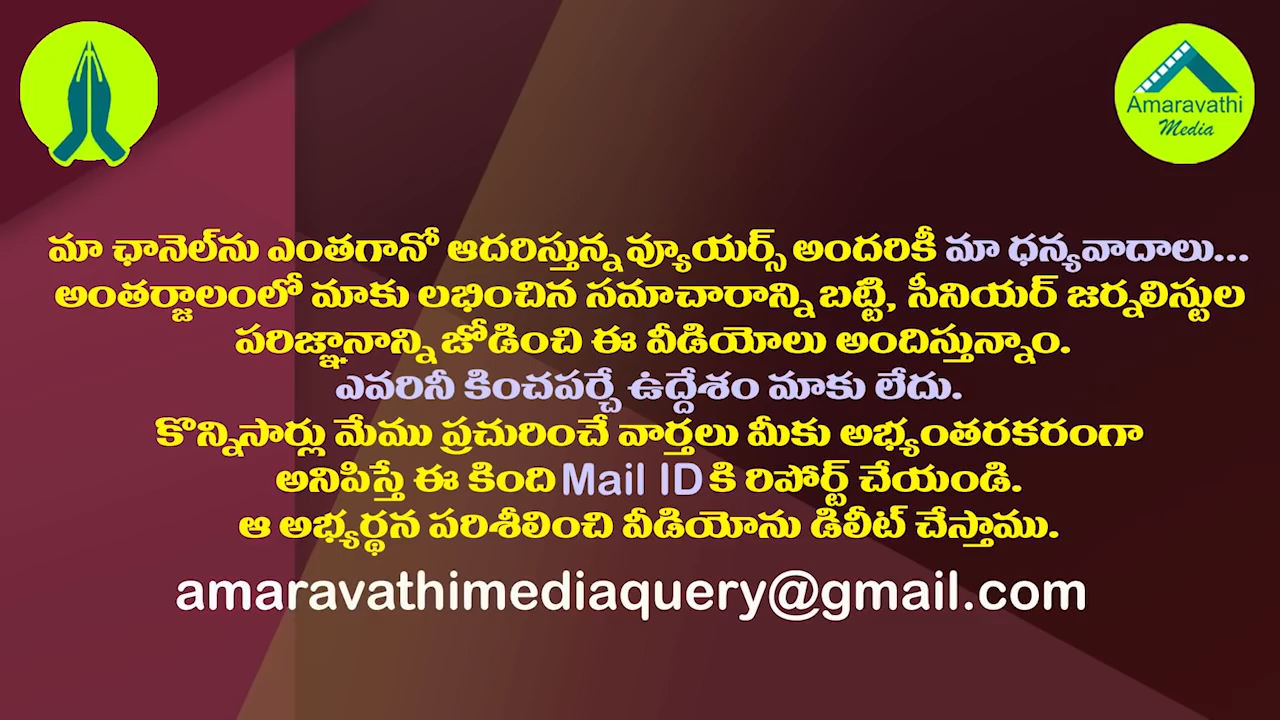 Amaravathi
Media
మా ఛానెల్‌ను ఎంతగానో ఆదరిస్తున్న వ్యూయర్స్ అందరికీ మా ధన్యవాదాలు...
అంతర్జాలంలో మాకు లభించిన సమాచారాన్ని బట్టి, సీనియర్ జర్నలిస్టుల
పరిజ్ఞానాన్ని జోడించి ఈ వీడియోలు అందిస్తున్నాం.
ఎవరినీ కించపర్చే ఉద్దేశం మాకు లేదు.
కొన్నిసార్లు మేము ప్రచురించే వార్తలు మీకు అభ్యంతరకరంగా
అనిపిస్తే ఈ కింది Mail ID కి రిపోర్ట్ చేయండి.
ఆ అభ్యర్థన పరిశీలించి వీడియోను డిలీట్ చేస్తాము.
amaravathimediaquery@gmail.com